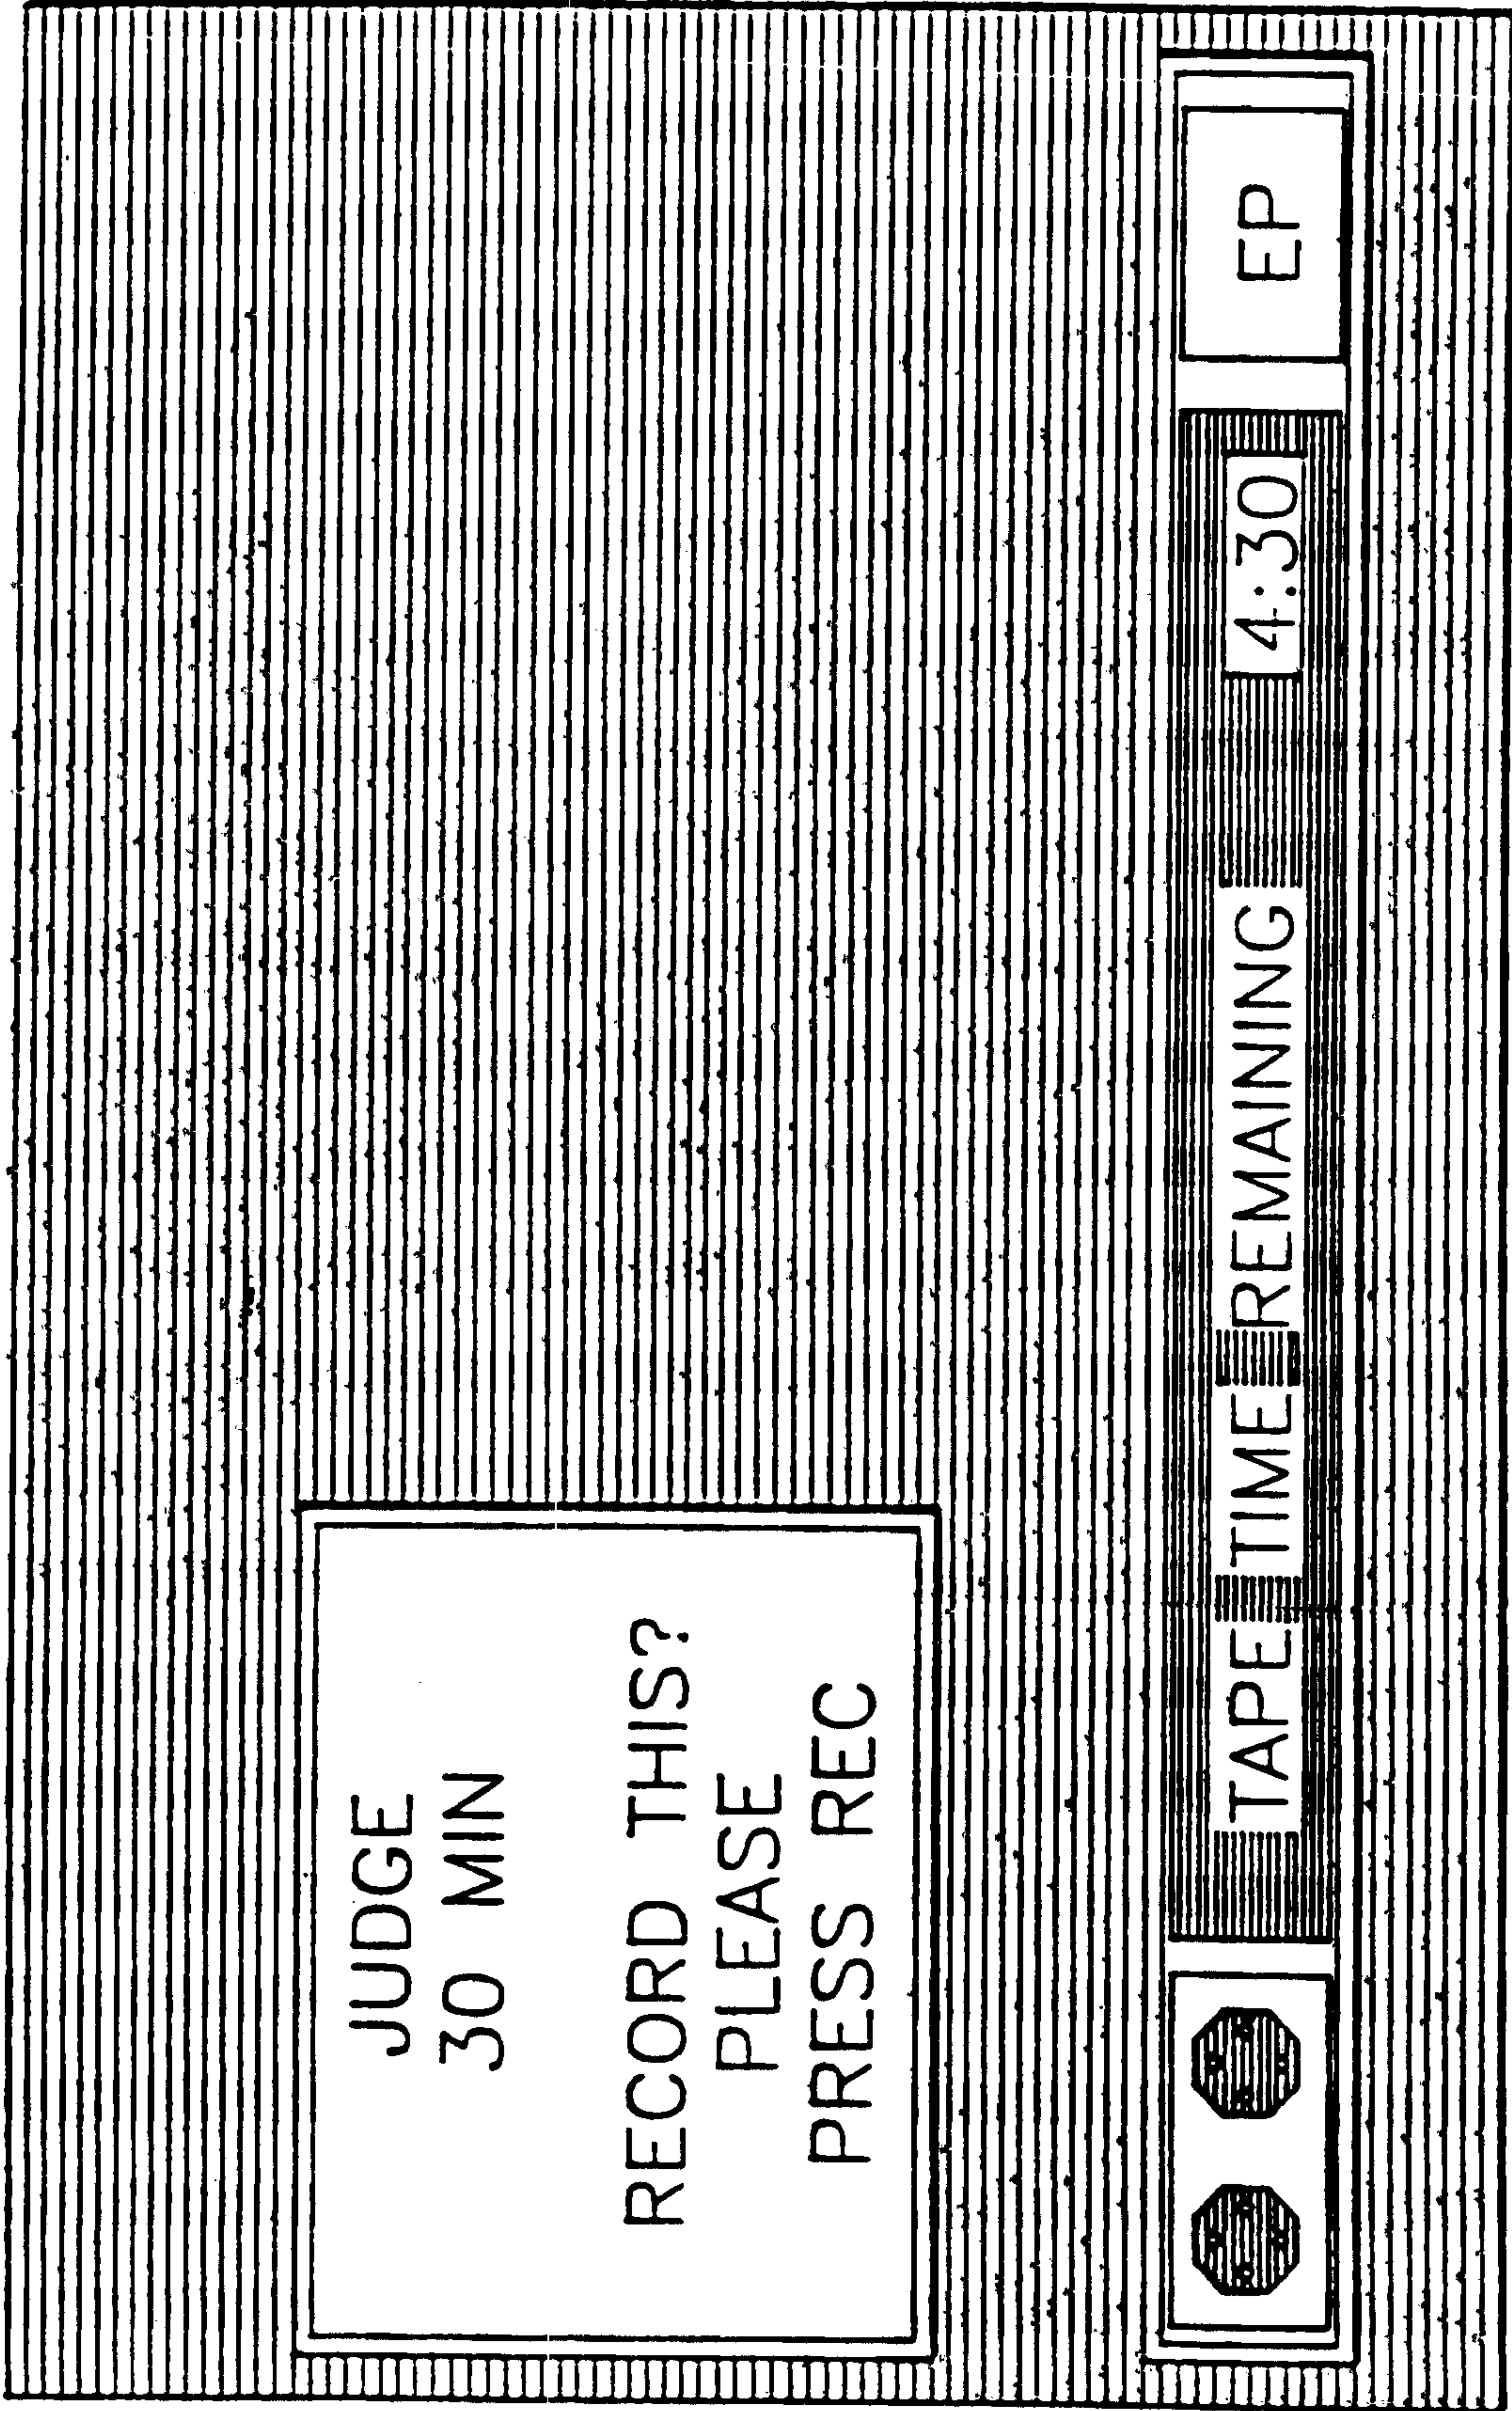 JUDGE
30 MIN
RECORD THIS?
PLEASE
PRESS REC
TAPE TIME REMAINING 4:30 EP